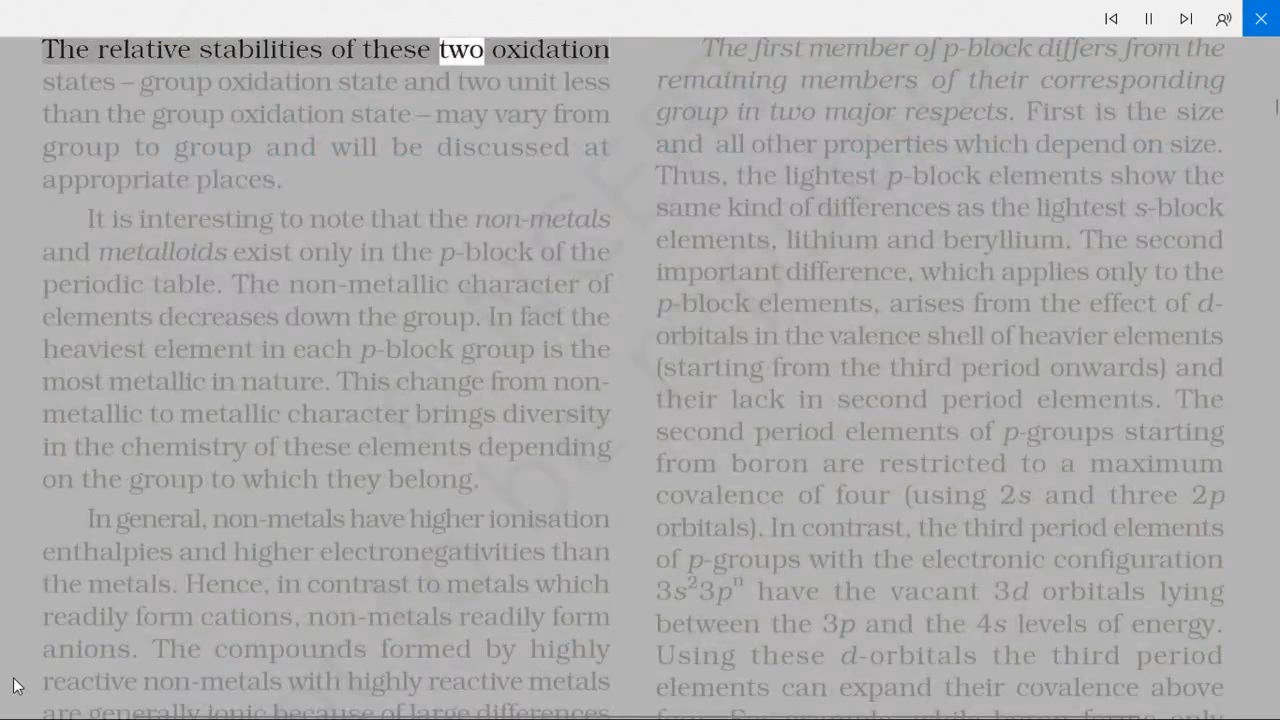 The relative stabilities of these two oxidation
states – group oxidation state and two unit less
than the group oxidation state – may vary from
group to group and will be discussed at
appropriate places.
It is interesting to note that the non-metals
and metalloids exist only in the p-block of the
periodic table. The non-metallic character of
elements decreases down the group. In fact the
heaviest element in each p-block group is the
most metallic in nature. This change from non-
metallic to metallic character brings diversity
in the chemistry of these elements depending
on the group to which they belong.
In general, non-metals have higher ionisation
enthalpies and higher electronegativities than
the metals. Hence, in contrast to metals which
readily form cations, non-metals readily form
anions. The compounds formed by highly
reactive non-metals with highly reactive metals
are generally ionic because of large differences
The first member of p-block differs from the
remaining members of their corresponding
group in two major respects. First is the size
and all other properties which depend on size.
Thus, the lightest p-block elements show the
same kind of differences as the lightest s-block
elements, lithium and beryllium. The second
important difference, which applies only to the
p-block elements, arises from the effect of d-
orbitals in the valence shell of heavier elements
(starting from the third period onwards) and
their lack in second period elements. The
second period elements of p-groups starting
from boron are restricted to a maximum
covalence of four (using 2s and three 2p
orbitals). In contrast, the third period elements
of p-groups with the electronic configuration
3s²3pⁿ have the vacant 3d orbitals lying
between the 3p and the 4s levels of energy.
Using these d-orbitals the third period
elements can expand their covalence above